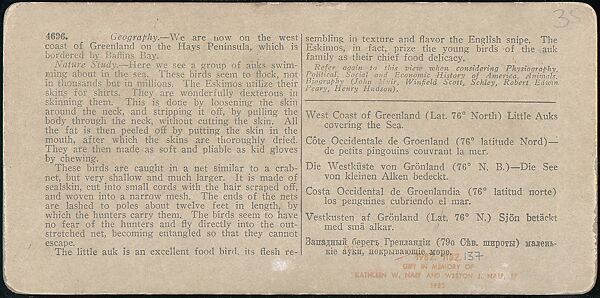 35
4696. Geography.—We are now on the west
coast of Greenland on the Hays Peninsula, which is
bordered by Baffins Bay.
Nature Study.—Here we see a group of auks swim-
ming about in the sea. These birds seem to flock, not
in thousands but in millions. The Eskimos utilize their
skins for shirts. They are wonderfully dexterous in
skinning them. This is done by loosening the skin
around the neck, and stripping it off, by pulling the
body through the neck, without cutting the skin. All
the fat is then peeled off by putting the skin in the
mouth, after which the skins are thoroughly dried.
They are then made as soft and pliable as kid gloves
by chewing.
These birds are caught in a net similar to a crab-
net, but very shallow and much larger. It is made of
sealskin, cut into small cords with the hair scraped off,
and woven into a narrow mesh. The ends of the nets
are lashed to poles about twelve feet in length, by
which the hunters carry them. The birds seem to have
no fear of the hunters and fly directly into the out-
stretched net, becoming entangled so that they cannot
escape.
The little auk is an excellent food bird, its flesh re-
sembling in texture and flavor the English snipe. The
Eskimos, in fact, prize the young birds of the auk
family as their chief food delicacy.
Refer again to this view when considering Physiography,
Political, Social and Economic History of America, Animals,
Biography (John Muir, Winfield Scott, Schley, Robert Edwin
Peary, Henry Hudson).
West Coast of Greenland (Lat. 76° North) Little Auks
covering the Sea.
Côte Occidentale de Groenland (76° latitude Nord)—
de petits pingouins couvrant la mer.
Die Westküste von Grönland (76° N. B.)—Die See
von kleinen Alken bedeckt.
Costa Occidental de Groenlandia (76° latitud norte)
los penguines cubriendo el mar.
Vestkusten af Grönland (Lat. 76° N.) Sjön betäckt
med små alkar.
Западный берегъ Гренландіи (79о Сѣв. широты) малень-
кіе ауки, покрывающіе море.
1982.1182.137
GIFT IN MEMORY OF
KATHLEEN W. NAEF AND WESTON J. NAEF, SR
1982